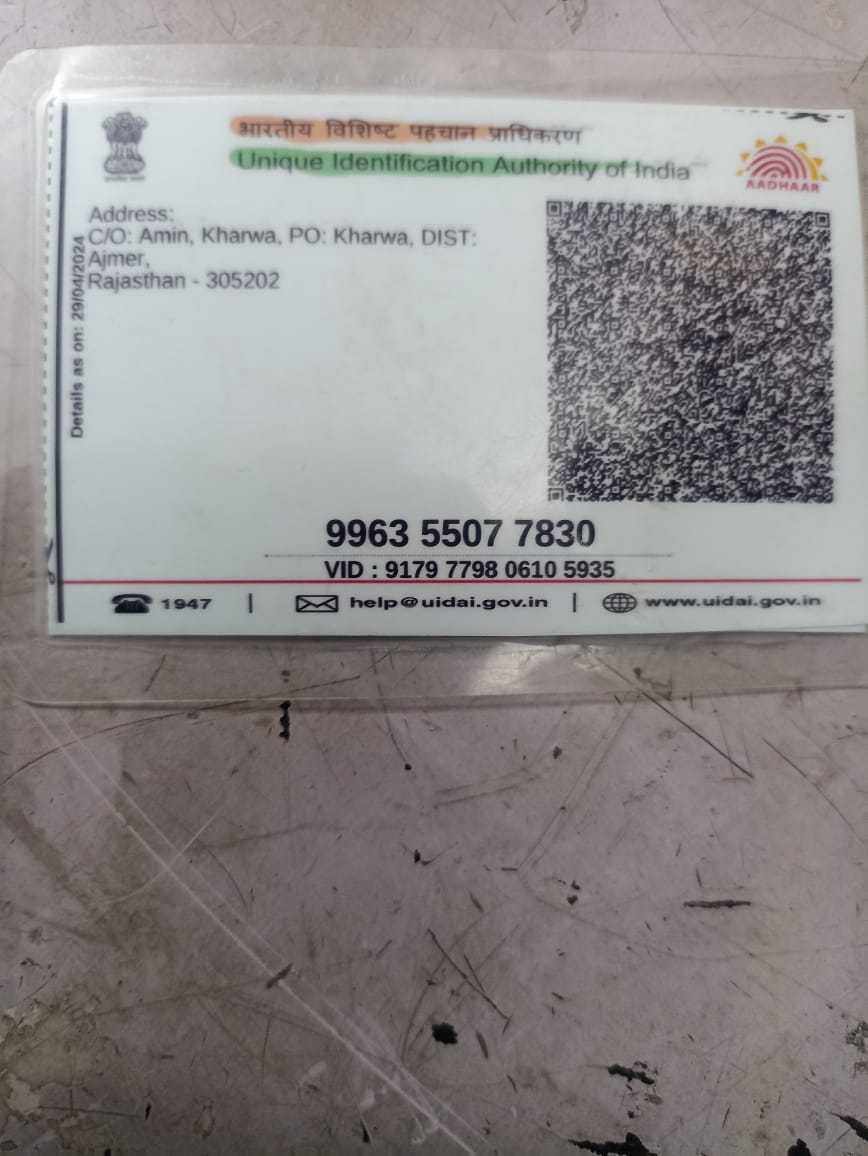 भारतीय विशिष्ट पहचान प्राधिकरण
Unique Identification Authority of India
AADHAAR
Address:
C/O: Amin, Kharwa, PO: Kharwa, DIST:
Ajmer,
Rajasthan - 305202
Details as on: 29/04/2024
9963 5507 7830
VID : 9179 7798 0610 5935
1947 | help@uidai.gov.in | www.uidai.gov.in